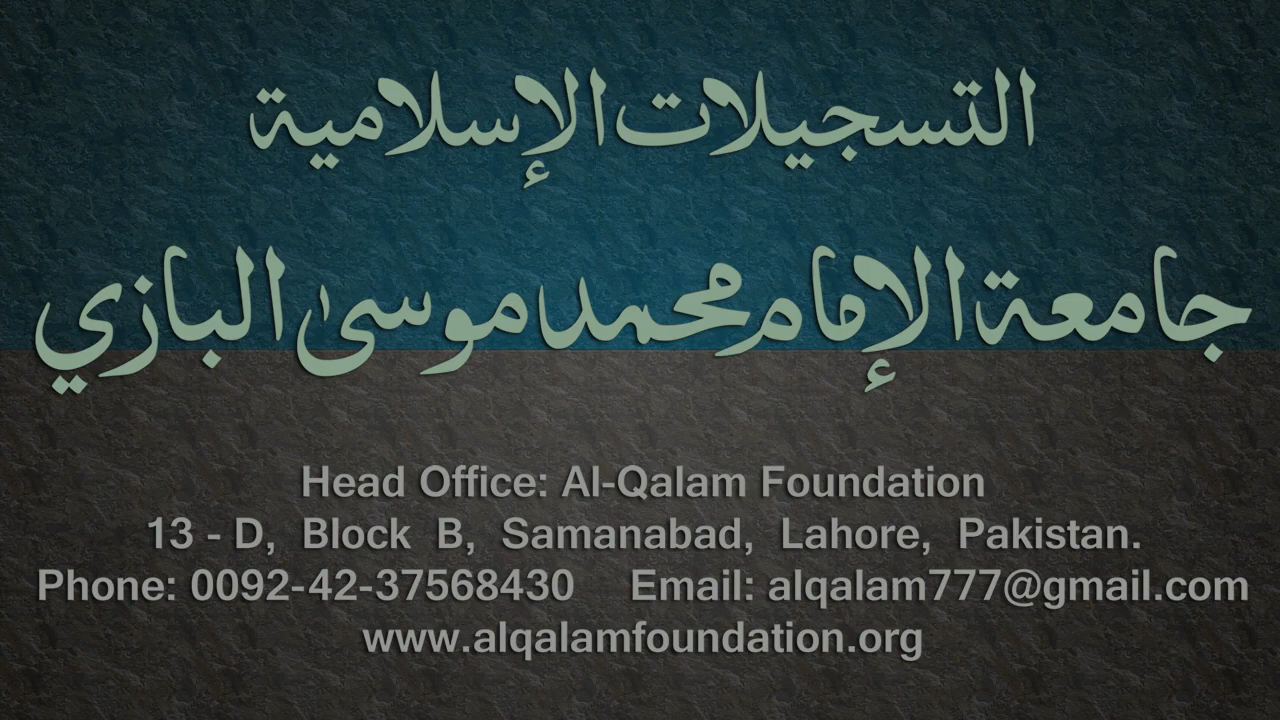 التسجيلات الإسلامية
جامعة الإمام محمد موسىٰ البازي
Head Office: Al-Qalam Foundation
13 - D, Block B, Samanabad, Lahore, Pakistan.
Phone: 0092-42-37568430 Email: alqalam777@gmail.com
www.alqalamfoundation.org